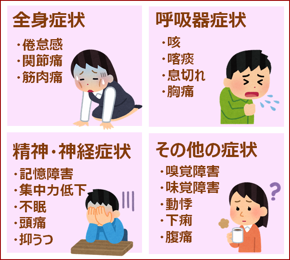 全身症状
・倦怠感
・関節痛
・筋肉痛
呼吸器症状
・咳
・喀痰
・息切れ
・胸痛
精神・神経症状
・記憶障害
・集中力低下
・不眠
・頭痛
・抑うつ
その他の症状
・嗅覚障害
・味覚障害
・動悸
・下痢
・腹痛
?